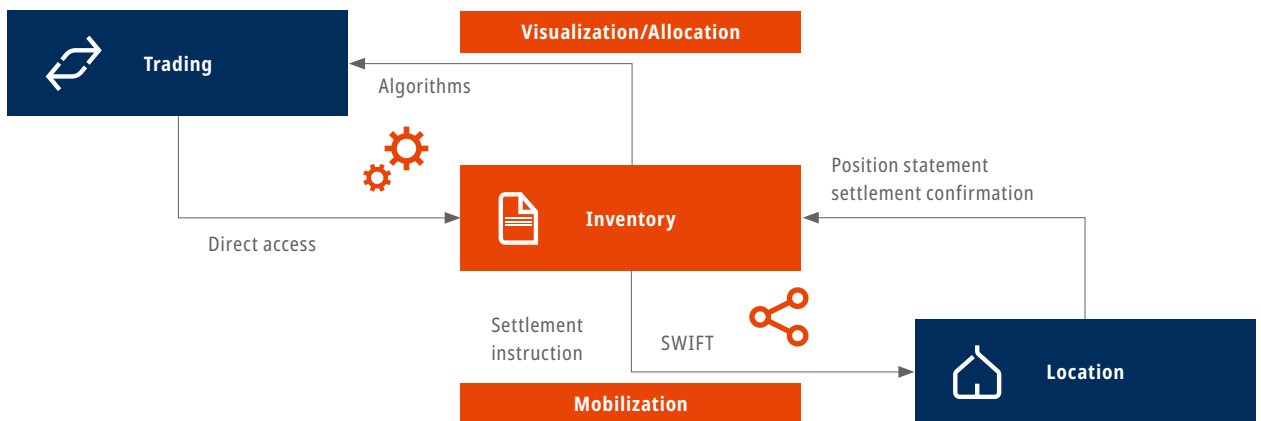 Visualization/Allocation
Trading
Algorithms
Position statement
settlement confirmation
Inventory
Direct access
Settlement
instruction
SWIFT
Location
Mobilization